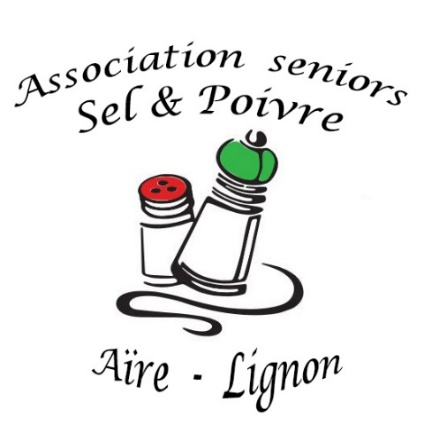 Association seniors
Sel & Poivre
Aïre - Lignon